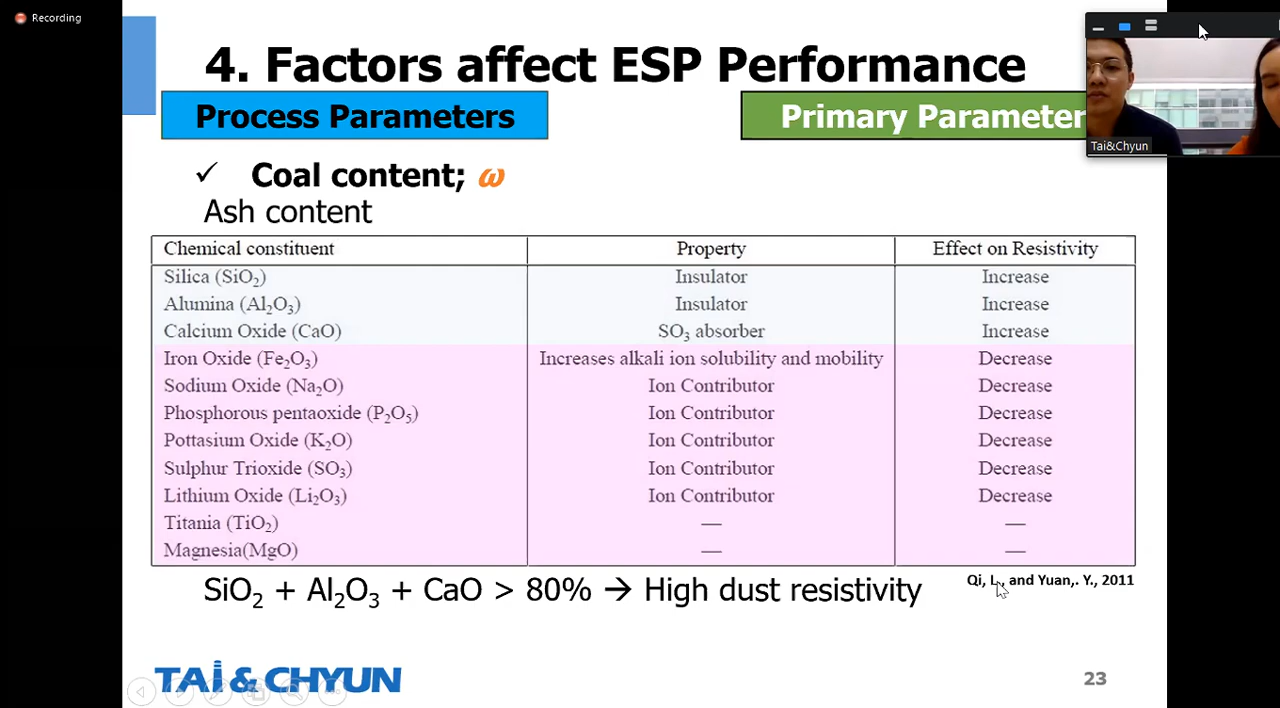 Recording
4. Factors affect ESP Performance
Process Parameters
Primary Parameter
Tai&Chyun
✓ Coal content; ω
Ash content
Chemical constituent Property Effect on Resistivity
Silica (SiO₂) Insulator Increase
Alumina (Al₂O₃) Insulator Increase
Calcium Oxide (CaO) SO₃ absorber Increase
Iron Oxide (Fe₂O₃) Increases alkali ion solubility and mobility Decrease
Sodium Oxide (Na₂O) Ion Contributor Decrease
Phosphorous pentaoxide (P₂O₅) Ion Contributor Decrease
Pottasium Oxide (K₂O) Ion Contributor Decrease
Sulphur Trioxide (SO₃) Ion Contributor Decrease
Lithium Oxide (Li₂O₃) Ion Contributor Decrease
Titania (TiO₂) — —
Magnesia(MgO) — —
SiO₂ + Al₂O₃ + CaO > 80% → High dust resistivity
Qi, L., and Yuan,. Y., 2011
TAI & CHYUN
23